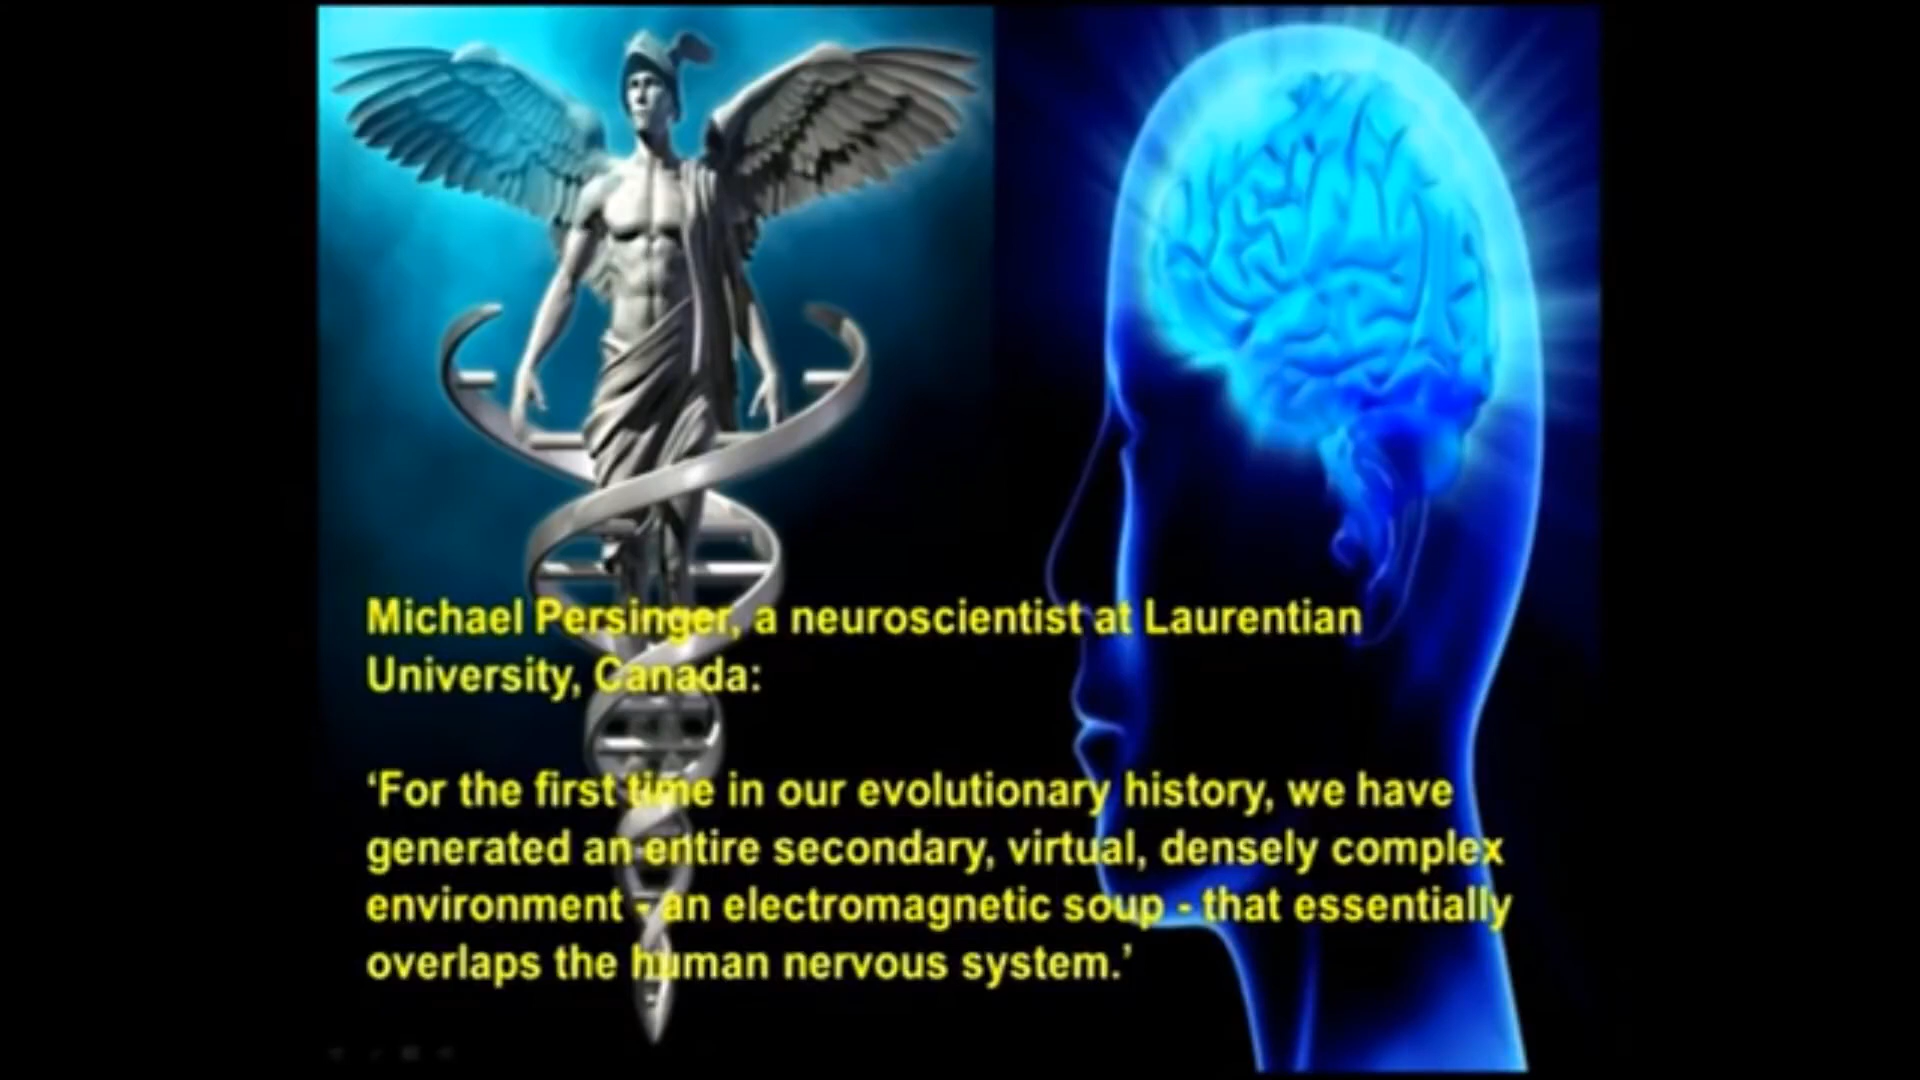 Michael Persinger, a neuroscientist at Laurentian
University, Canada:
‘For the first time in our evolutionary history, we have
generated an entire secondary, virtual, densely complex
environment - an electromagnetic soup - that essentially
overlaps the human nervous system.’